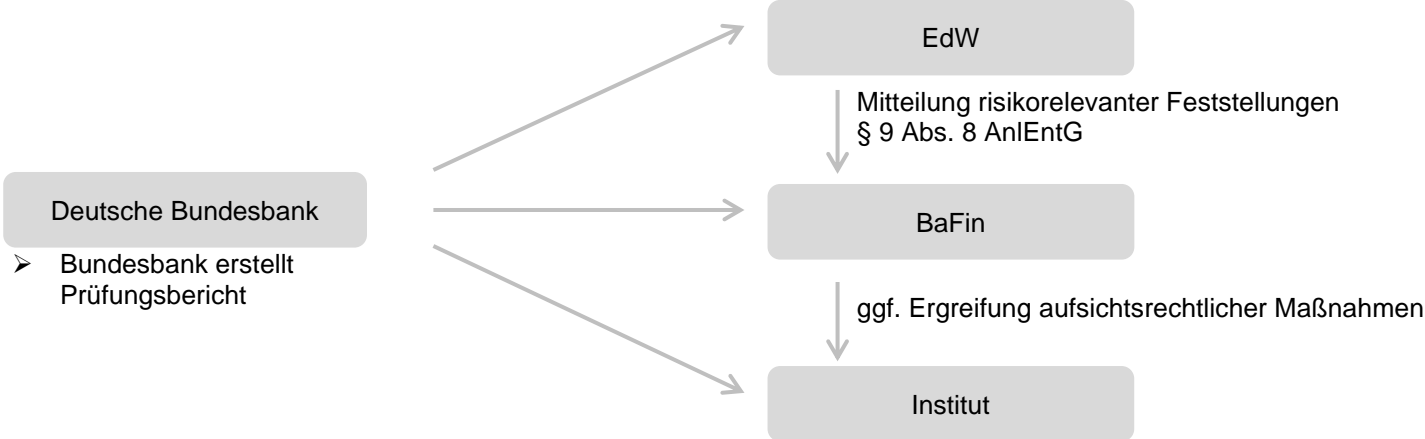 EdW
Mitteilung risikorelevanter Feststellungen
§ 9 Abs. 8 AnlEntG
Deutsche Bundesbank
➢ Bundesbank erstellt
Prüfungsbericht
BaFin
ggf. Ergreifung aufsichtsrechtlicher Maßnahmen
Institut